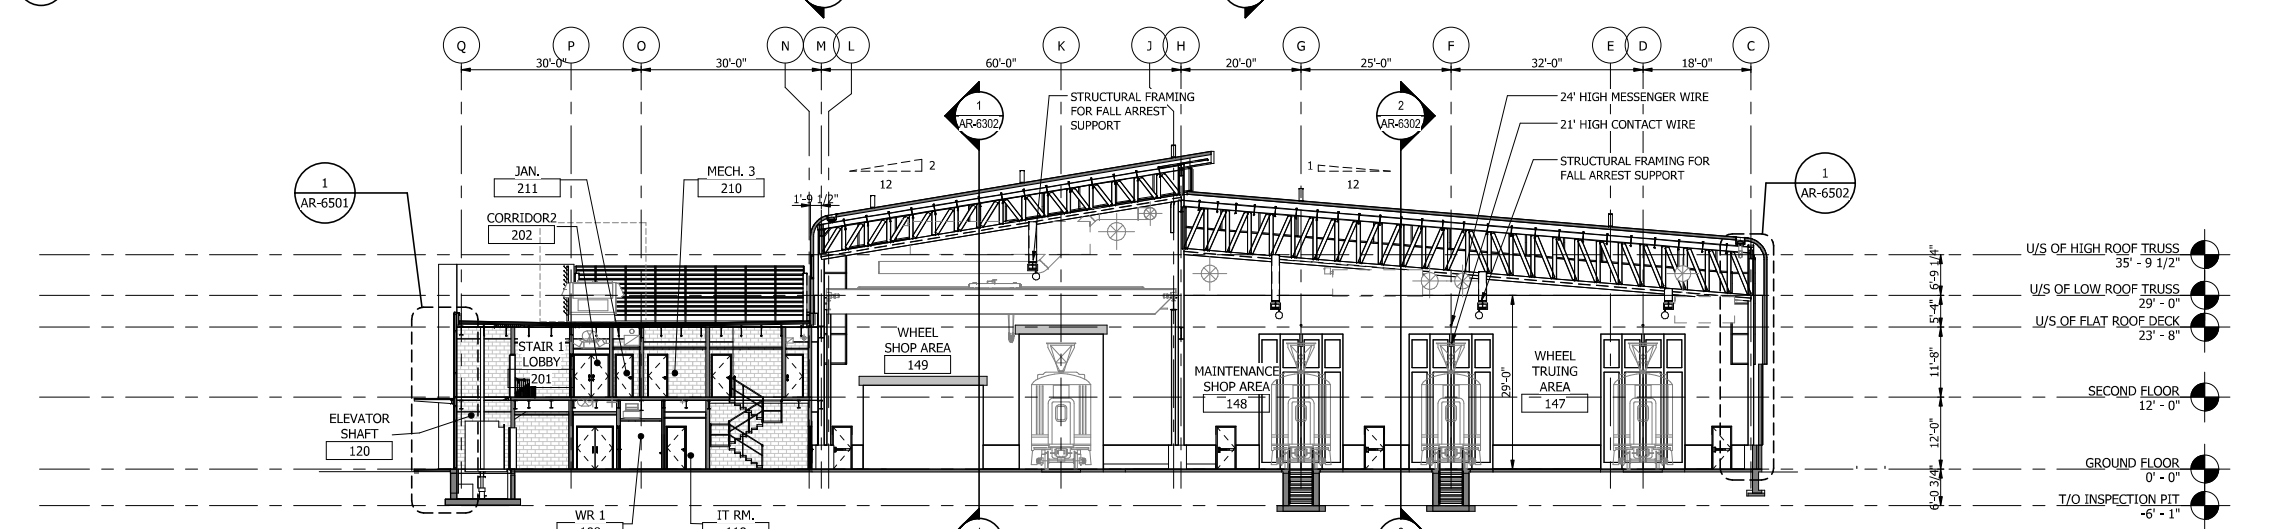 Q
P
O
N
M
L
K
J
H
G
F
E
D
C
30'-0"
30'-0"
60'-0"
20'-0"
25'-0"
32'-0"
18'-0"
1
AR-6302
STRUCTURAL FRAMING
FOR FALL ARREST
SUPPORT
2
AR-6302
24' HIGH MESSENGER WIRE
21' HIGH CONTACT WIRE
STRUCTURAL FRAMING FOR
FALL ARREST SUPPORT
1
AR-6501
JAN.
211
MECH. 3
210
2
12
1
12
1
AR-6502
1'-9 1/2"
CORRIDOR2
202
U/S OF HIGH ROOF TRUSS
35' - 9 1/2"
6'-9 1/4"
U/S OF LOW ROOF TRUSS
29' - 0"
5'-4"
U/S OF FLAT ROOF DECK
23' - 8"
WHEEL
SHOP AREA
149
STAIR 1
LOBBY
201
MAINTENANCE
SHOP AREA
148
29'-0"
WHEEL
TRUING
AREA
147
11'-8"
SECOND FLOOR
12' - 0"
ELEVATOR
SHAFT
120
12'-0"
GROUND FLOOR
0' - 0"
6'-0 3/4"
T/O INSPECTION PIT
-6' - 1"
WR 1
IT RM.